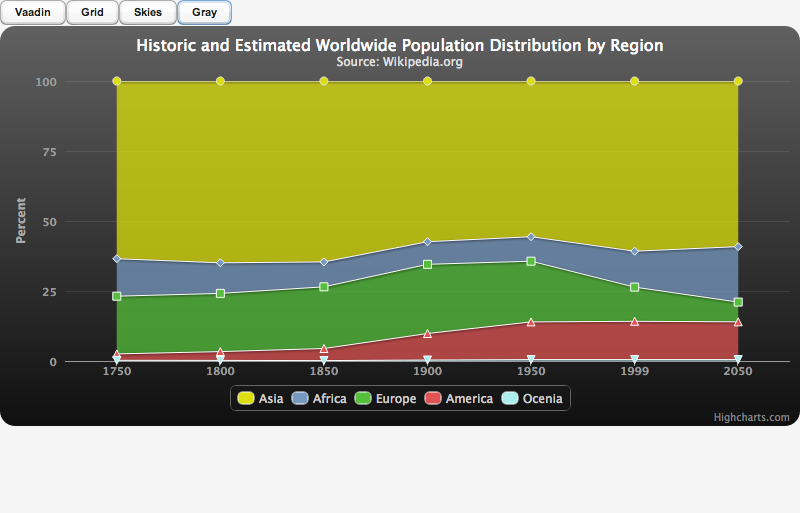 Vaadin Grid Skies Gray
Historic and Estimated Worldwide Population Distribution by Region
Source: Wikipedia.org
Percent
100
75
50
25
0
1750 1800 1850 1900 1950 1999 2050
Asia Africa Europe America Ocenia
Highcharts.com